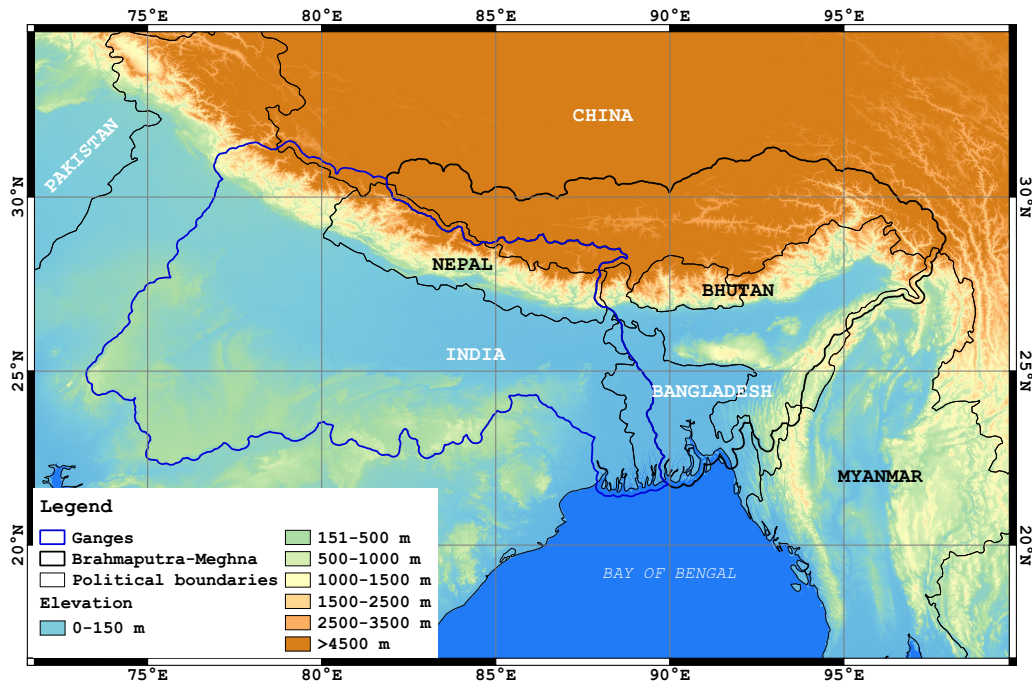 75°E 80°E 85°E 90°E 95°E
CHINA
PAKISTAN
30°N 30°N
NEPAL
BHUTAN
INDIA
25°N 25°N
BANGLADESH
MYANMAR
Legend
Ganges
Brahmaputra-Meghna
Political boundaries
Elevation
0-150 m
151-500 m
500-1000 m
1000-1500 m
1500-2500 m
2500-3500 m
>4500 m
20°N 20°N
BAY OF BENGAL
75°E 80°E 85°E 90°E 95°E